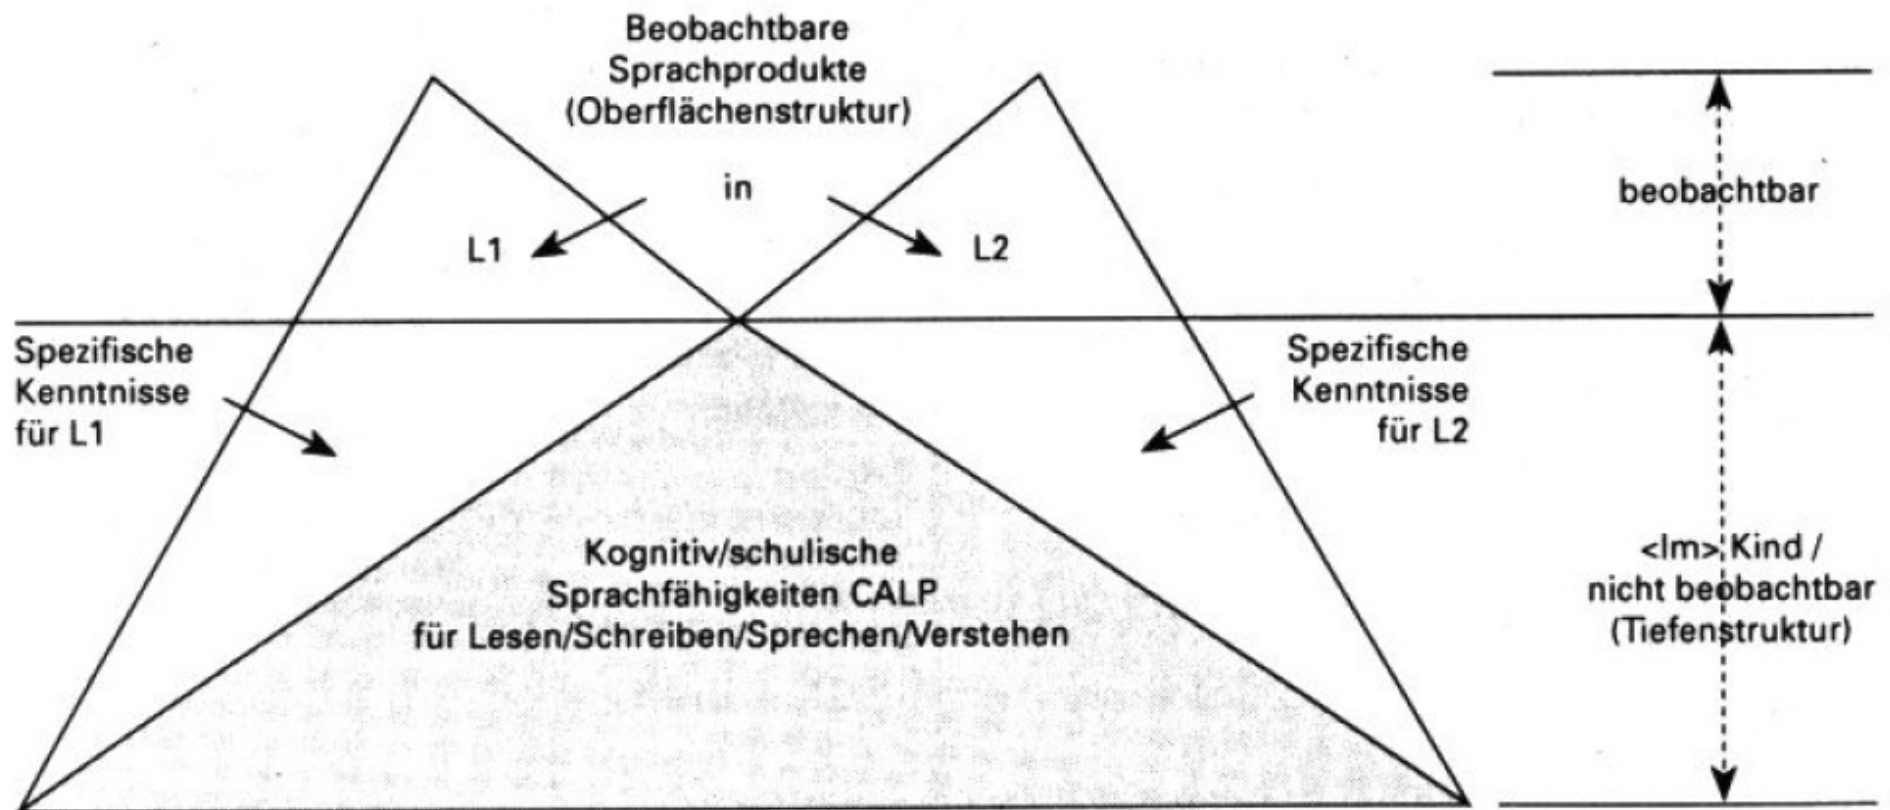 Beobachtbare
Sprachprodukte
(Oberflächenstruktur)
in
L1
L2
beobachtbar
Spezifische
Kenntnisse
für L1
Spezifische
Kenntnisse
für L2
Kognitiv/schulische
Sprachfähigkeiten CALP
für Lesen/Schreiben/Sprechen/Verstehen
<Im> Kind /
nicht beobachtbar
(Tiefenstruktur)